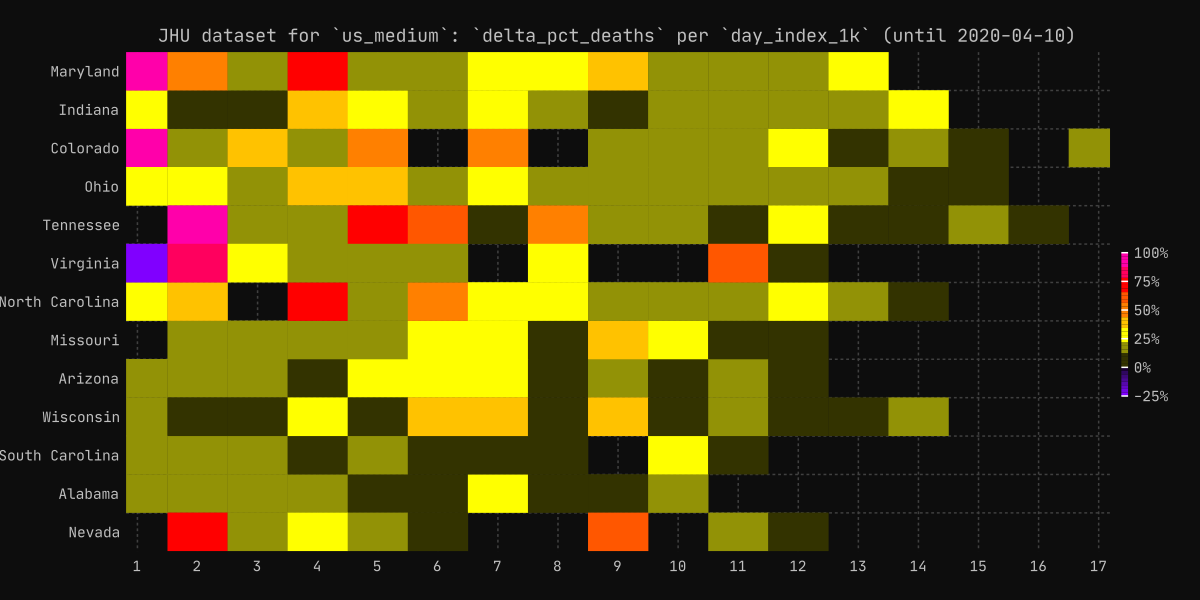 JHU dataset for `us_medium`: `delta_pct_deaths` per `day_index_1k` (until 2020-04-10)
Maryland
Indiana
Colorado
Ohio
Tennessee
Virginia
North Carolina
Missouri
Arizona
Wisconsin
South Carolina
Alabama
Nevada
1 2 3 4 5 6 7 8 9 10 11 12 13 14 15 16 17
100%
75%
50%
25%
0%
-25%